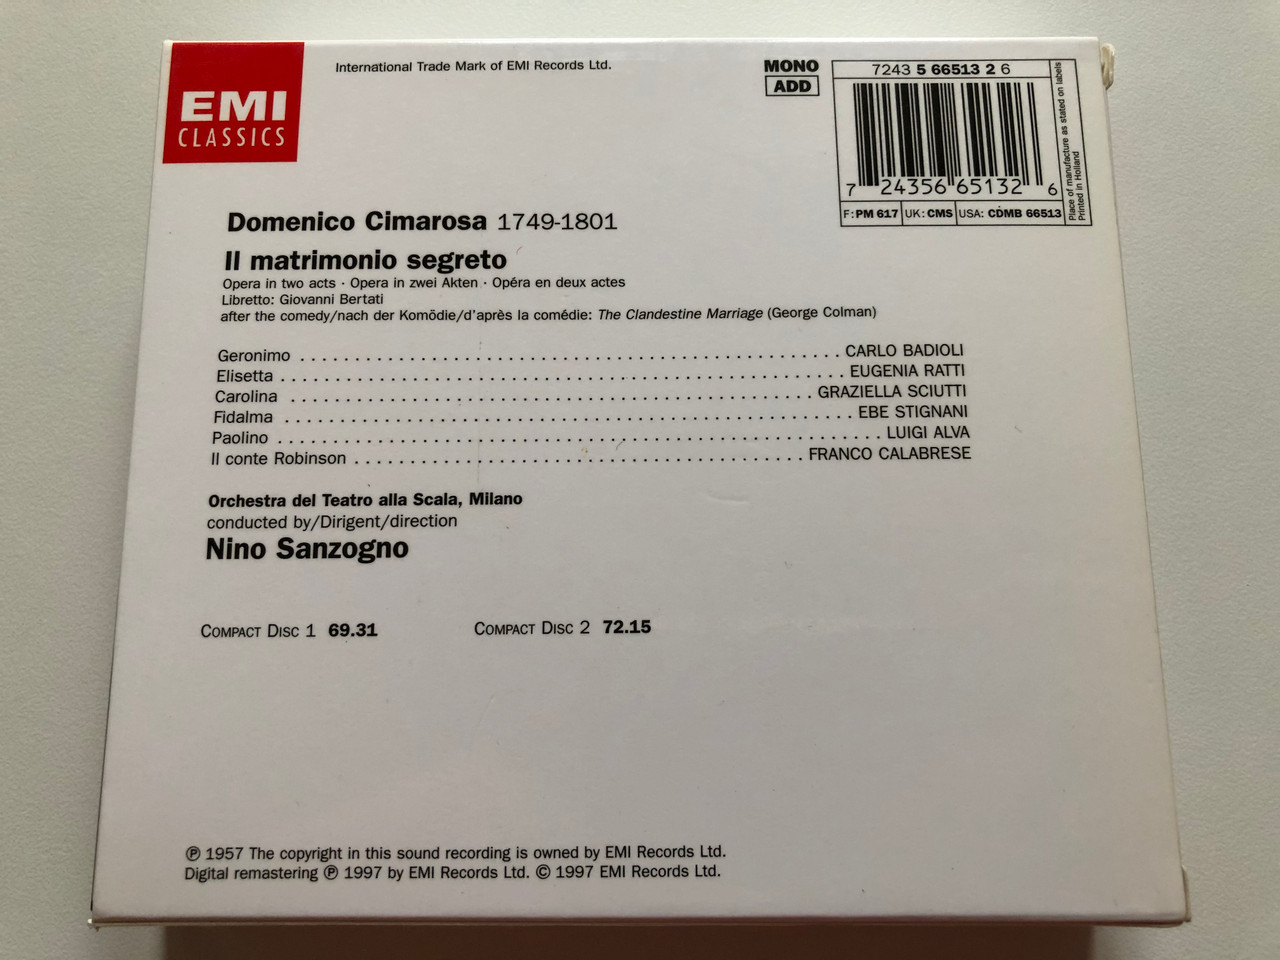 EMI
CLASSICS
International Trade Mark of EMI Records Ltd.
MONO
ADD
7243 5 66513 2 6
7 24356 65132 6
F: PM 617 UK: CMS USA: CDMB 66513
Place of manufacture as stated on labels
Printed in Holland
Domenico Cimarosa 1749-1801
Il matrimonio segreto
Opera in two acts · Opera in zwei Akten · Opéra en deux actes
Libretto: Giovanni Bertati
after the comedy/nach der Komödie/d'après la comédie: The Clandestine Marriage (George Colman)
Geronimo . . . . . . . . . . . . . . . . . . . . CARLO BADIOLI
Elisetta . . . . . . . . . . . . . . . . . . . . EUGENIA RATTI
Carolina . . . . . . . . . . . . . . . . . . . . GRAZIELLA SCIUTTI
Fidalma . . . . . . . . . . . . . . . . . . . . EBE STIGNANI
Paolino . . . . . . . . . . . . . . . . . . . . LUIGI ALVA
Il conte Robinson . . . . . . . . . . . . . . . . . . . . FRANCO CALABRESE
Orchestra del Teatro alla Scala, Milano
conducted by/Dirigent/direction
Nino Sanzogno
COMPACT DISC 1 69.31 COMPACT DISC 2 72.15
℗ 1957 The copyright in this sound recording is owned by EMI Records Ltd.
Digital remastering ℗ 1997 by EMI Records Ltd. © 1997 EMI Records Ltd.